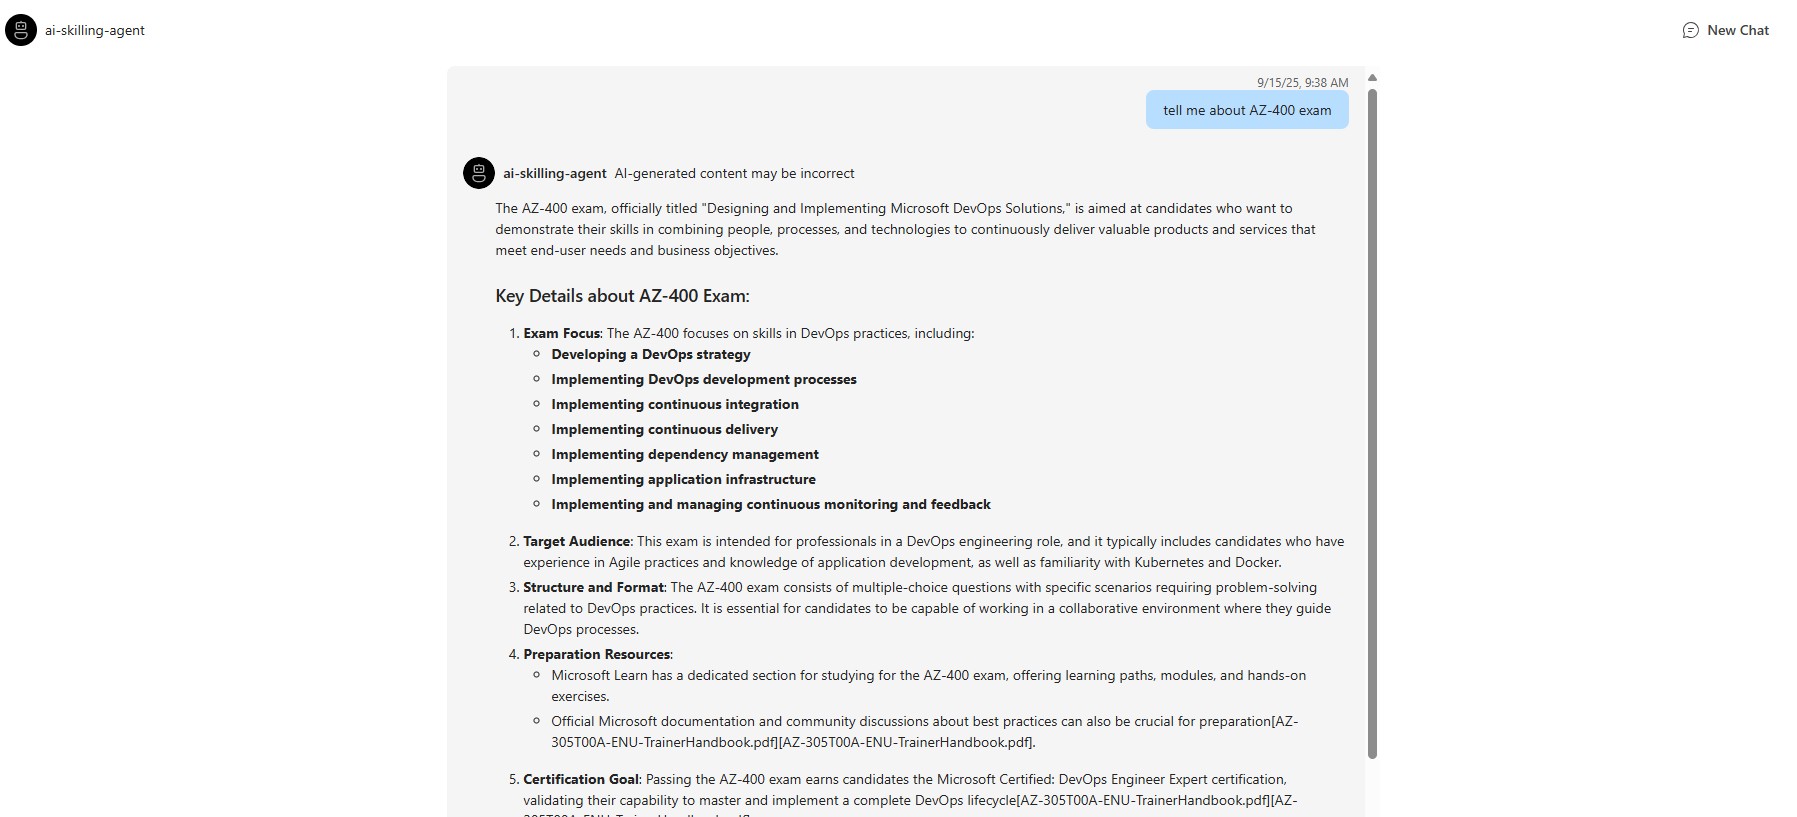 ai-skilling-agent
New Chat
9/15/25, 9:38 AM
tell me about AZ-400 exam
ai-skilling-agent AI-generated content may be incorrect
The AZ-400 exam, officially titled "Designing and Implementing Microsoft DevOps Solutions," is aimed at candidates who want to
demonstrate their skills in combining people, processes, and technologies to continuously deliver valuable products and services that
meet end-user needs and business objectives.
Key Details about AZ-400 Exam:
1. Exam Focus: The AZ-400 focuses on skills in DevOps practices, including:
Developing a DevOps strategy
Implementing DevOps development processes
Implementing continuous integration
Implementing continuous delivery
Implementing dependency management
Implementing application infrastructure
Implementing and managing continuous monitoring and feedback
2. Target Audience: This exam is intended for professionals in a DevOps engineering role, and it typically includes candidates who have
experience in Agile practices and knowledge of application development, as well as familiarity with Kubernetes and Docker.
3. Structure and Format: The AZ-400 exam consists of multiple-choice questions with specific scenarios requiring problem-solving
related to DevOps practices. It is essential for candidates to be capable of working in a collaborative environment where they guide
DevOps processes.
4. Preparation Resources:
Microsoft Learn has a dedicated section for studying for the AZ-400 exam, offering learning paths, modules, and hands-on
exercises.
Official Microsoft documentation and community discussions about best practices can also be crucial for preparation[AZ-
305T00A-ENU-TrainerHandbook.pdf][AZ-305T00A-ENU-TrainerHandbook.pdf].
5. Certification Goal: Passing the AZ-400 exam earns candidates the Microsoft Certified: DevOps Engineer Expert certification,
validating their capability to master and implement a complete DevOps lifecycle[AZ-305T00A-ENU-TrainerHandbook.pdf][AZ-